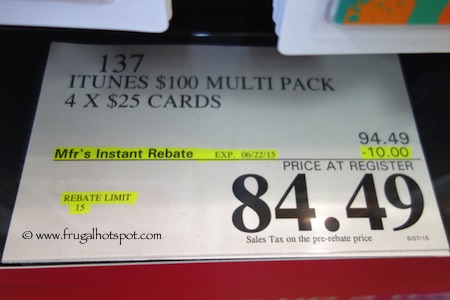 137
ITUNES $100 MULTI PACK
4 X $25 CARDS
94.49
Mfr's Instant Rebate EXP. 06/22/15 -10.00
PRICE AT REGISTER
REBATE LIMIT
15
84.49
© www.frugalhotspot.com
Sales Tax on the pre-rebate price